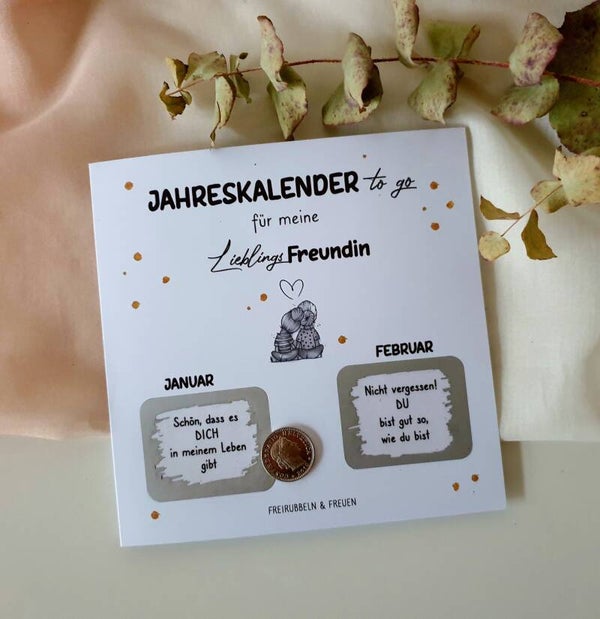 JAHRESKALENDER to go
für meine
Lieblings Freundin
JANUAR
Schön, dass es
DICH
in meinem Leben
gibt
FEBRUAR
Nicht vergessen!
DU
bist gut so,
wie du bist
FREIRUBBELN & FREUEN